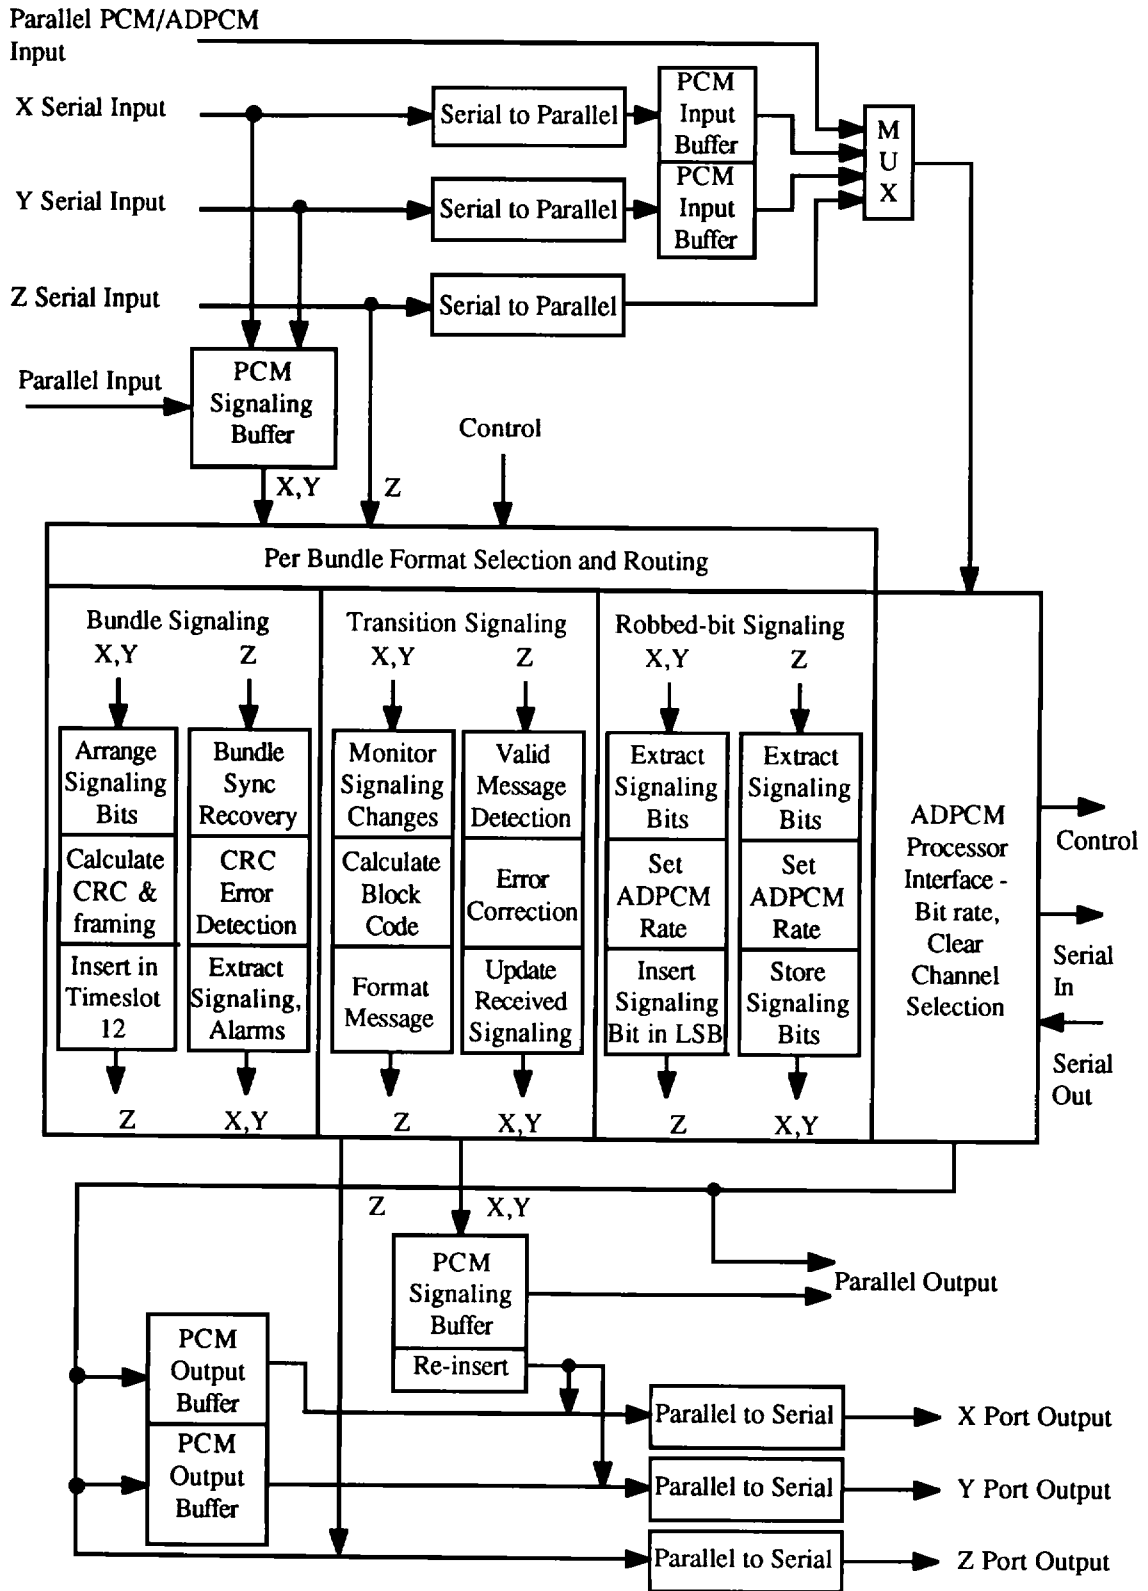 Parallel PCM/ADPCM
Input
X Serial Input
Serial to Parallel
PCM
Input
Buffer
M
U
X
Y Serial Input
Serial to Parallel
PCM
Input
Buffer
Z Serial Input
Serial to Parallel
Parallel Input
PCM
Signaling
Buffer
Control
X,Y
Z
Per Bundle Format Selection and Routing
Bundle Signaling
X,Y
Z
Arrange
Signaling
Bits
Calculate
CRC &
framing
Insert in
Timeslot
12
Z
Bundle
Sync
Recovery
CRC
Error
Detection
Extract
Signaling,
Alarms
X,Y
Transition Signaling
X,Y
Z
Monitor
Signaling
Changes
Calculate
Block
Code
Format
Message
Z
Valid
Message
Detection
Error
Correction
Update
Received
Signaling
X,Y
Robbed-bit Signaling
X,Y
Z
Extract
Signaling
Bits
Set
ADPCM
Rate
Insert
Signaling
Bit in LSB
Z
Extract
Signaling
Bits
Set
ADPCM
Rate
Store
Signaling
Bits
X,Y
ADPCM
Processor
Interface -
Bit rate,
Clear
Channel
Selection
Control
Serial
In
Serial
Out
Z
X,Y
PCM
Signaling
Buffer
Re-insert
Parallel Output
PCM
Output
Buffer
PCM
Output
Buffer
Parallel to Serial
X Port Output
Parallel to Serial
Y Port Output
Parallel to Serial
Z Port Output